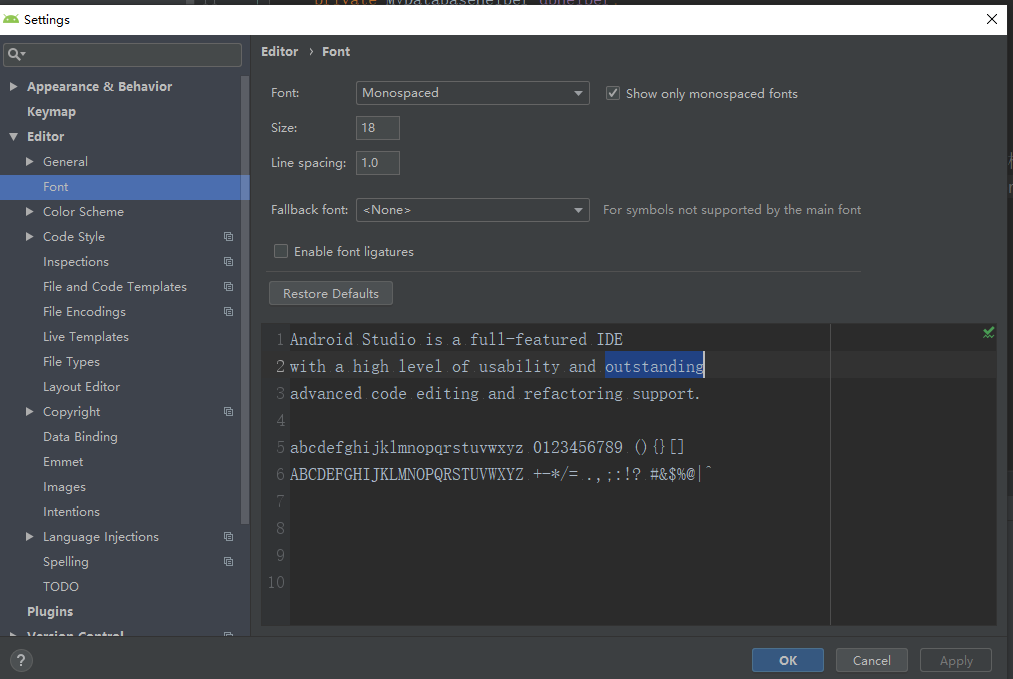 private MyDatabaseHelper dbHelper;
Settings
Editor › Font
Appearance & Behavior
Keymap
Editor
General
Font
Color Scheme
Code Style
Inspections
File and Code Templates
File Encodings
Live Templates
File Types
Layout Editor
Copyright
Data Binding
Emmet
Images
Intentions
Language Injections
Spelling
TODO
Plugins
Version Control
Font: Monospaced
Show only monospaced fonts
Size: 18
Line spacing: 1.0
Fallback font: <None> For symbols not supported by the main font
Enable font ligatures
Restore Defaults
1 Android Studio is a full-featured IDE
2 with a high level of usability and outstanding
3 advanced code editing and refactoring support.
4
5 abcdefghijklmnopqrstuvwxyz 0123456789 (){}[]
6 ABCDEFGHIJKLMNOPQRSTUVWXYZ +-*/= .,;:!? #&$%@|^
7
8
9
10
?
OK
Cancel
Apply